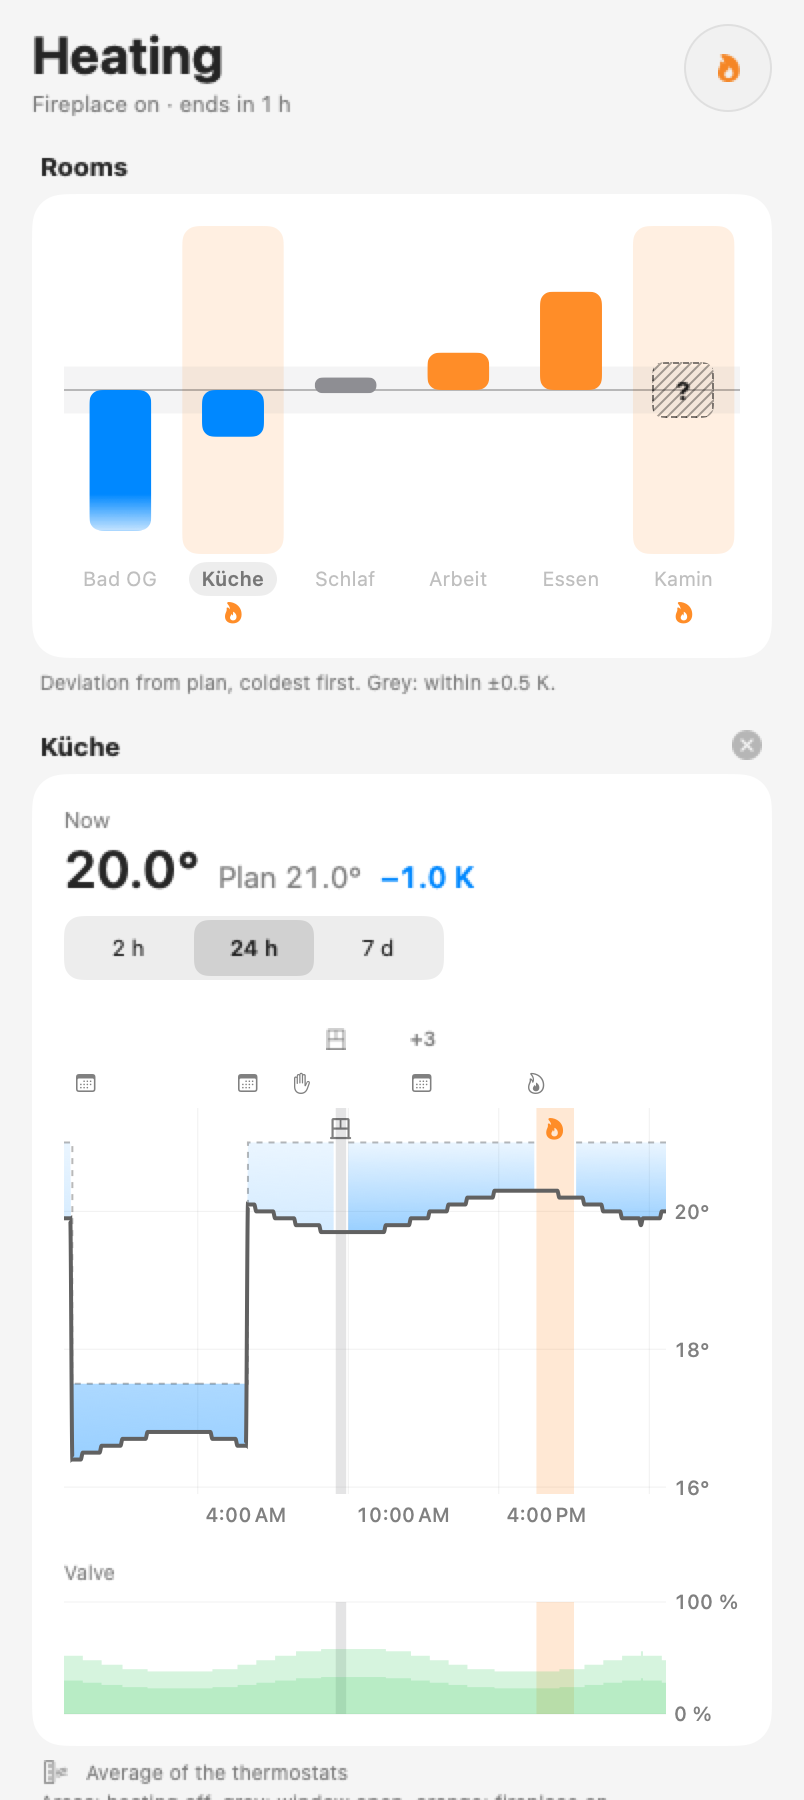 Heating
Fireplace on · ends in 1 h
Rooms
?
Bad OG Küche Schlaf Arbeit Essen Kamin
Deviation from plan, coldest first. Grey: within ±0.5 K.
Küche
Now
20.0° Plan 21.0° −1.0 K
2 h 24 h 7 d
+3
20°
18°
16°
4:00 AM 10:00 AM 4:00 PM
Valve
100 %
0 %
Average of the thermostats